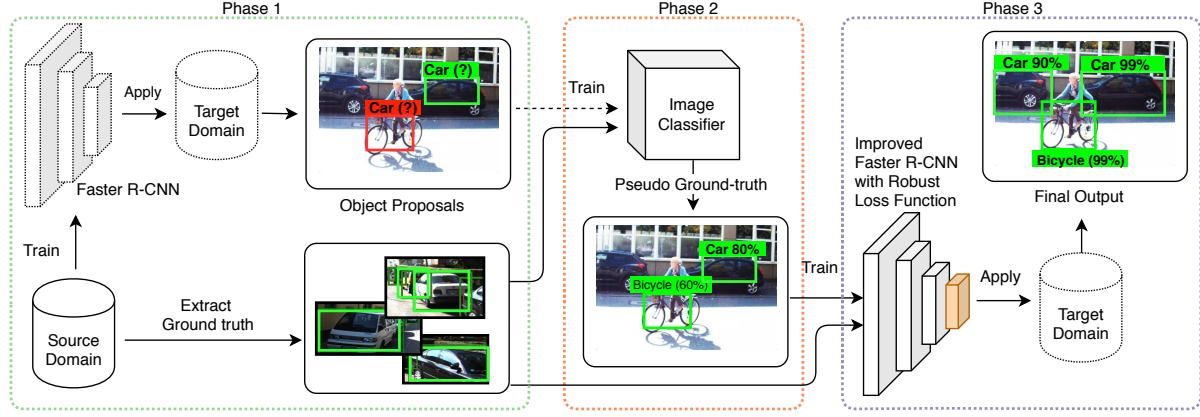 Phase 1
Phase 2
Phase 3
Faster R-CNN
Apply
Target
Domain
Car (?)
Car (?)
Object Proposals
Train
Source
Domain
Extract
Ground truth
Train
Image
Classifier
Pseudo Ground-truth
Car 80%
Bicycle (60%)
Train
Improved
Faster R-CNN
with Robust
Loss Function
Apply
Target
Domain
Final Output
Car 90%
Car 99%
Bicycle (99%)